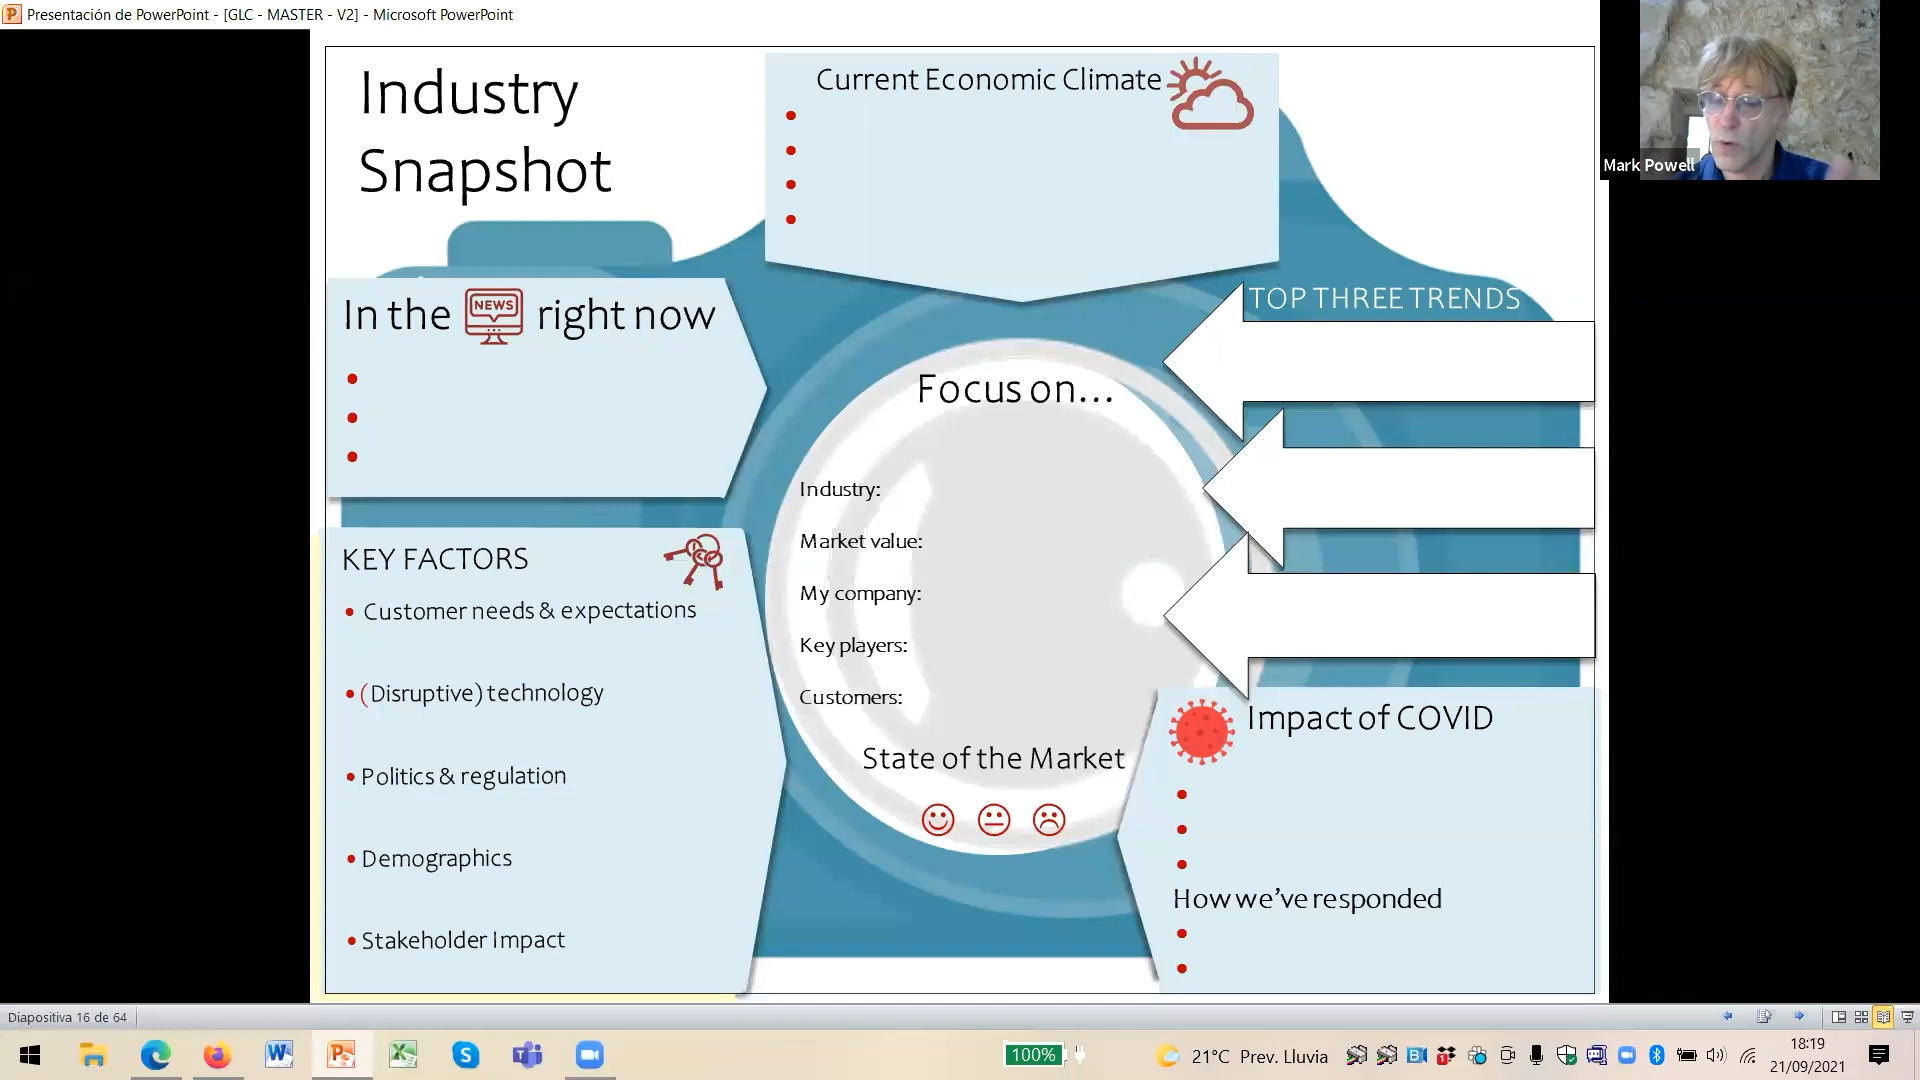 Presentación de PowerPoint - [GLC - MASTER - V2] - Microsoft PowerPoint
Industry
Snapshot
Current Economic Climate
Mark Powell
In the NEWS right now
TOP THREE TRENDS
Focus on...
Industry:
Market value:
My company:
Key players:
Customers:
State of the Market
KEY FACTORS
Customer needs & expectations
(Disruptive) technology
Politics & regulation
Demographics
Stakeholder Impact
Impact of COVID
How we’ve responded
Diapositiva 16 de 64
100%
21°C Prev. Lluvia
18:19
21/09/2021